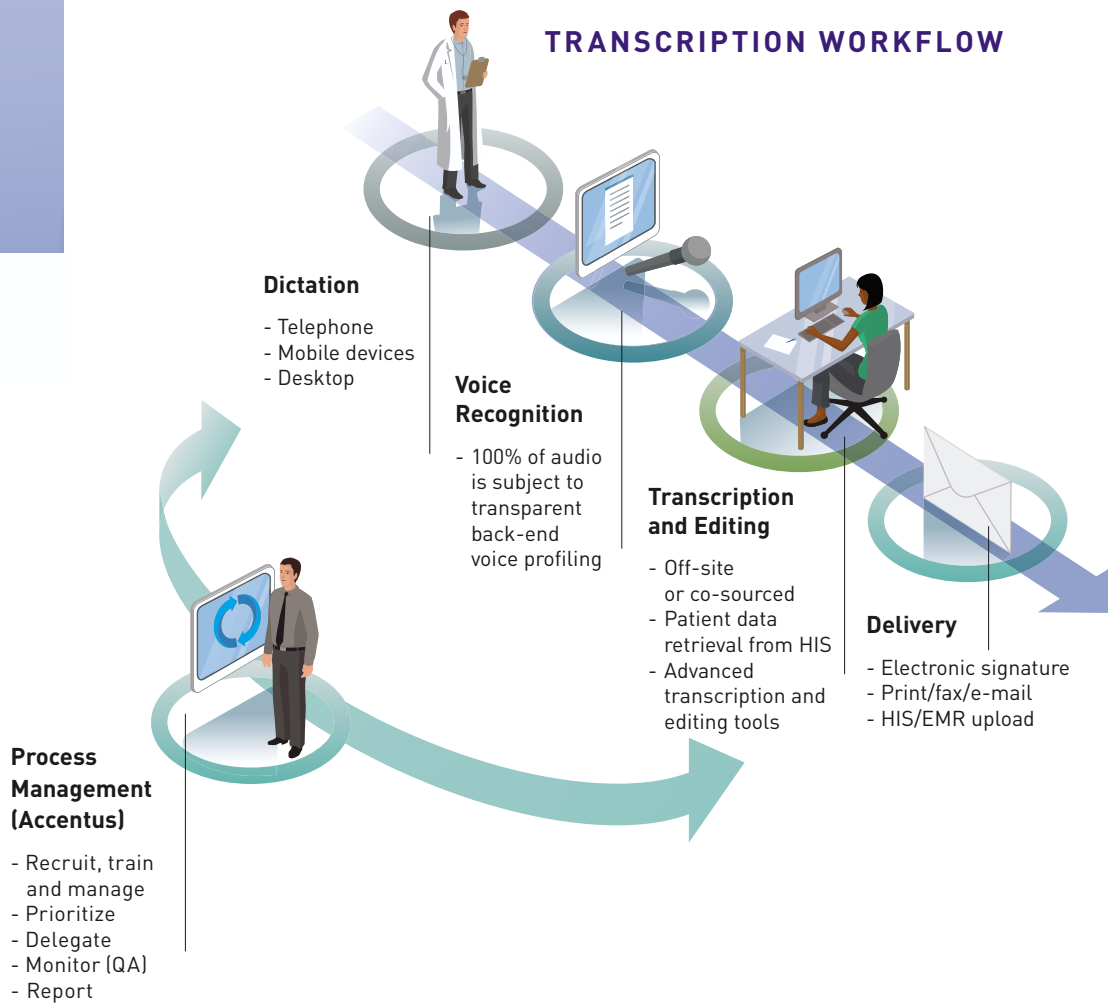 TRANSCRIPTION WORKFLOW
Dictation
- Telephone
- Mobile devices
- Desktop
Voice
Recognition
- 100% of audio
is subject to
transparent
back-end
voice profiling
Transcription
and Editing
- Off-site
or co-sourced
- Patient data
retrieval from HIS
- Advanced
transcription and
editing tools
Delivery
- Electronic signature
- Print/fax/e-mail
- HIS/EMR upload
Process
Management
(Accentus)
- Recruit, train
and manage
- Prioritize
- Delegate
- Monitor (QA)
- Report